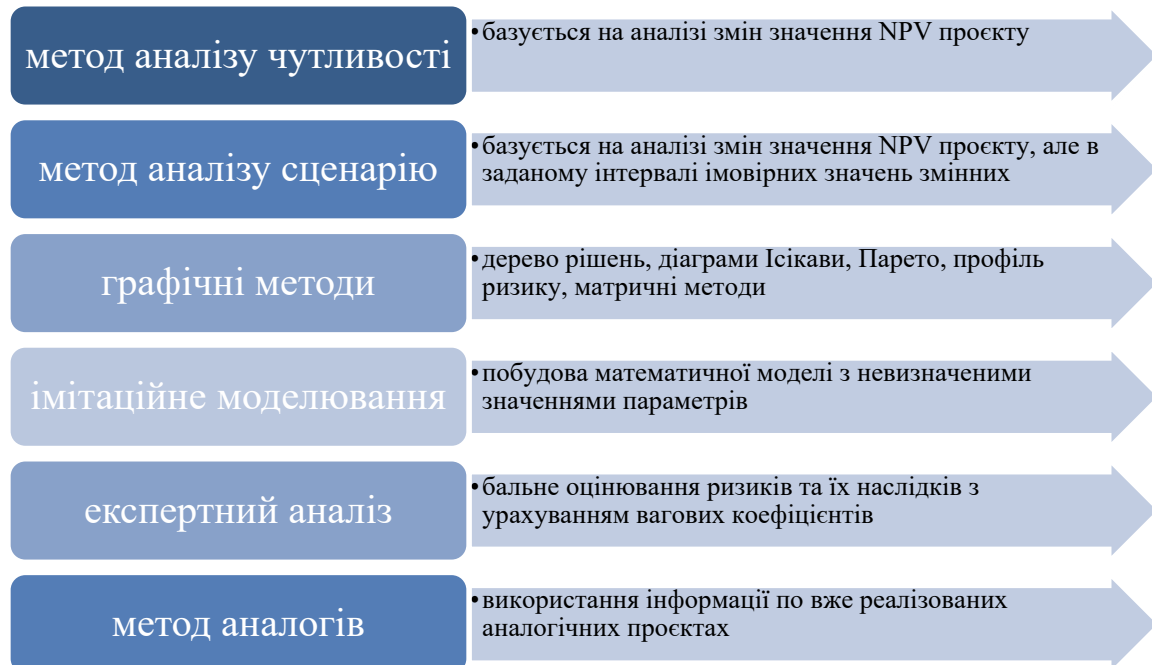 метод аналізу чутливості
•базується на аналізі змін значення NPV проєкту
метод аналізу сценарію
•базується на аналізі змін значення NPV проєкту, але в
заданому інтервалі імовірних значень змінних
графічні методи
•дерево рішень, діаграми Ісікави, Парето, профіль
ризику, матричні методи
імітаційне моделювання
•побудова математичної моделі з невизначеними
значеннями параметрів
експертний аналіз
•бальне оцінювання ризиків та їх наслідків з
урахуванням вагових коефіцієнтів
метод аналогів
•використання інформації по вже реалізованих
аналогічних проєктах